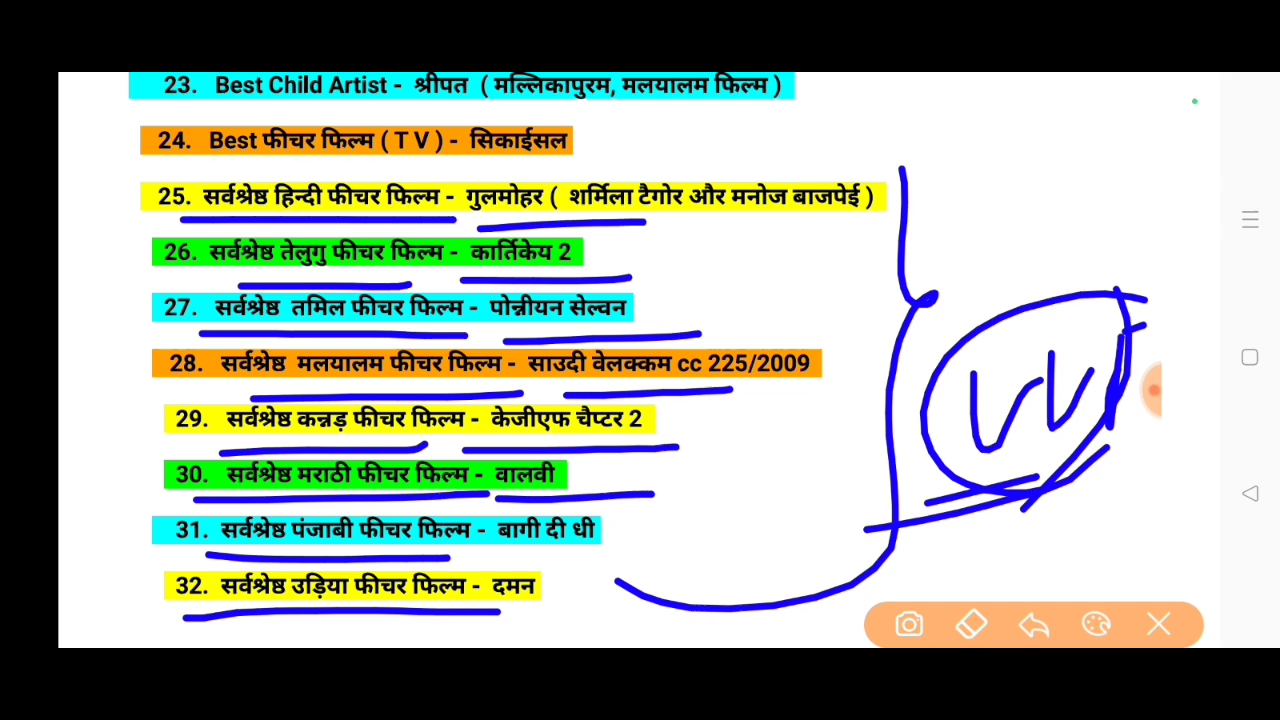 23. Best Child Artist - श्रीपत ( मल्लिकापुरम, मलयालम फिल्म )
24. Best फीचर फिल्म ( T V ) - सिकाईसल
25. सर्वश्रेष्ठ हिन्दी फीचर फिल्म - गुलमोहर ( शर्मिला टैगोर और मनोज बाजपेई )
26. सर्वश्रेष्ठ तेलुगु फीचर फिल्म - कार्तिकेय 2
27. सर्वश्रेष्ठ तमिल फीचर फिल्म - पोन्नीयन सेल्वन
28. सर्वश्रेष्ठ मलयालम फीचर फिल्म - साउदी वेलक्कम cc 225/2009
29. सर्वश्रेष्ठ कन्नड़ फीचर फिल्म - केजीएफ चैप्टर 2
30. सर्वश्रेष्ठ मराठी फीचर फिल्म - वालवी
31. सर्वश्रेष्ठ पंजाबी फीचर फिल्म - बागी दी धी
32. सर्वश्रेष्ठ उड़िया फीचर फिल्म - दमन